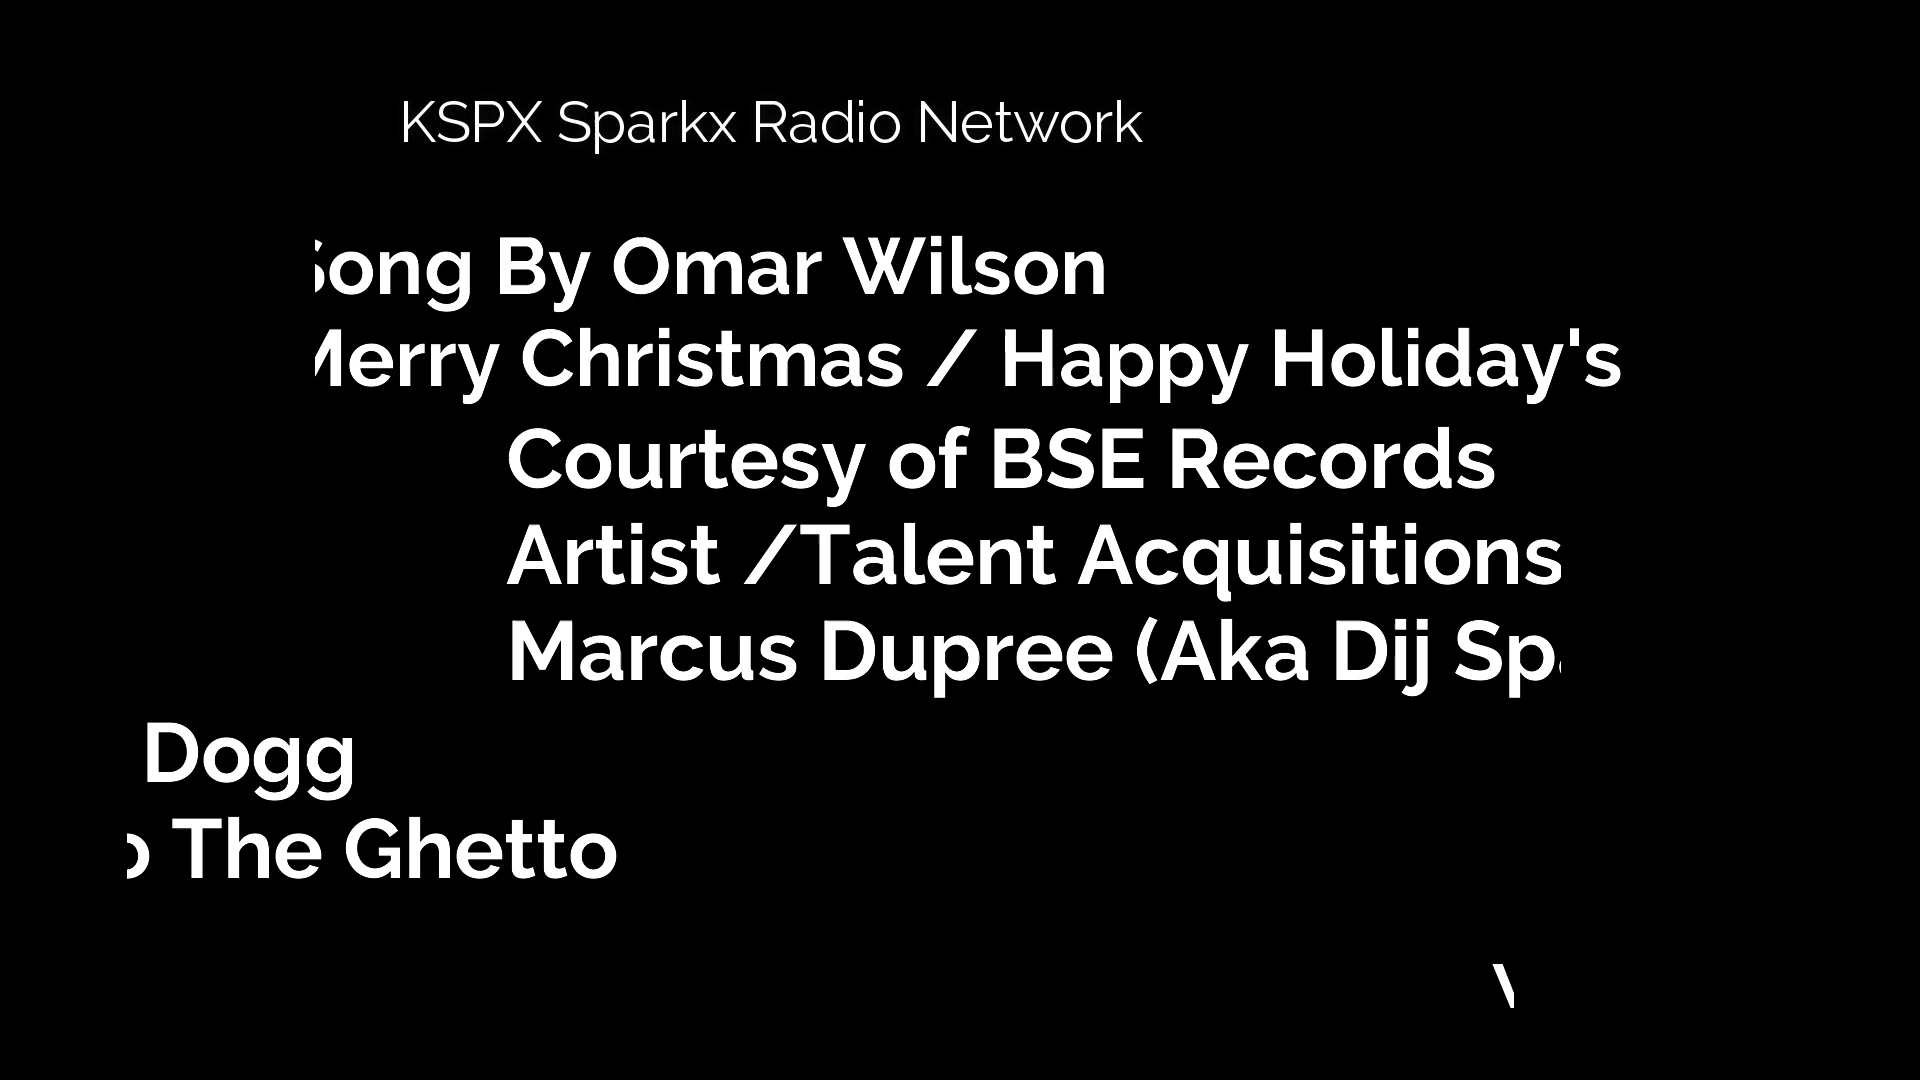 KSPX Sparkx Radio Network
Song By Omar Wilson
Merry Christmas / Happy Holiday's
Courtesy of BSE Records
Artist /Talent Acquisitions
Marcus Dupree (Aka Dij
Dogg
The Ghetto